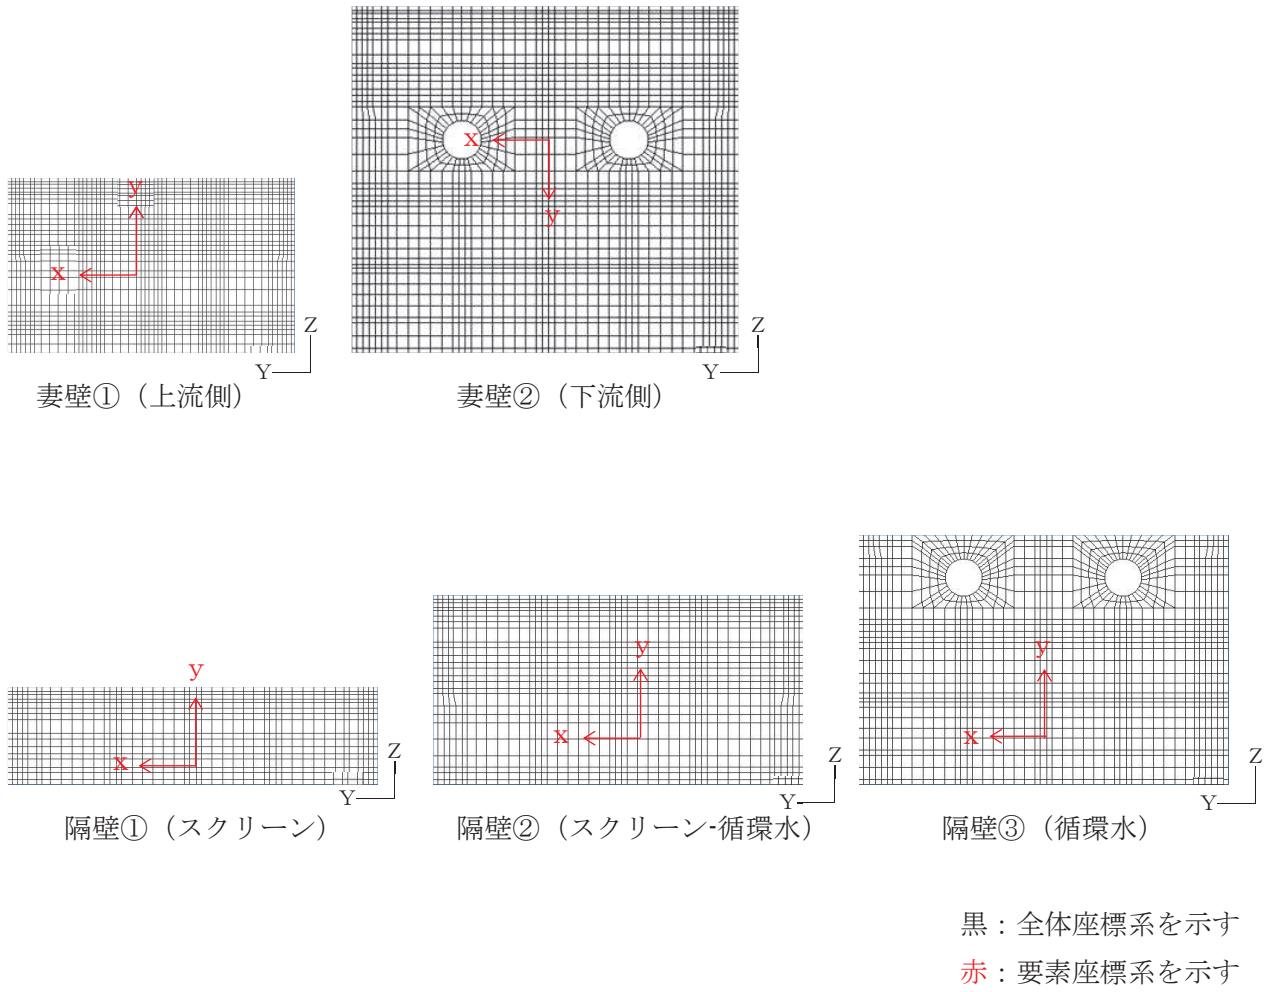 x
y
Z
Y
妻壁①（上流側）
x
y
Z
Y
妻壁②（下流側）
y
x
Z
Y
隔壁①（スクリーン）
y
x
Z
Y
隔壁②（スクリーン-循環水）
y
x
Z
Y
隔壁③（循環水）
黒：全体座標系を示す
赤：要素座標系を示す